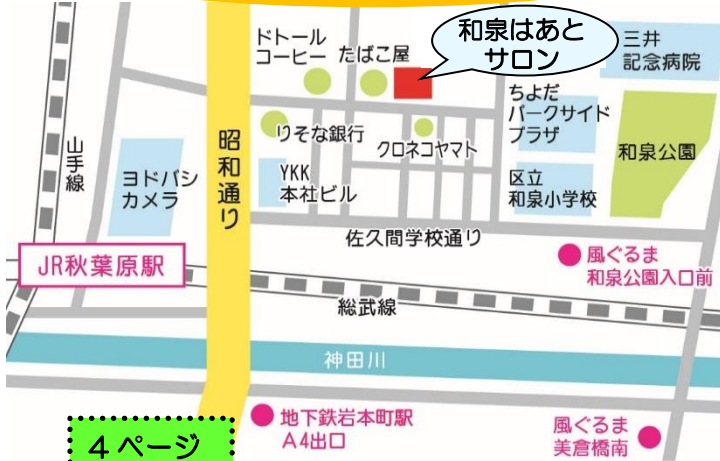 ドトール
コーヒー
たばこ屋
和泉はあと
サロン
三井
記念病院
ちよだ
パークサイド
プラザ
和泉公園
りそな銀行
クロネコヤマト
昭和通り
山手線
ヨドバシ
カメラ
YKK
本社ビル
区立
和泉小学校
佐久間学校通り
JR秋葉原駅
風ぐるま
和泉公園入口前
総武線
神田川
地下鉄岩本町駅
A4出口
風ぐるま
美倉橋南
4ページ